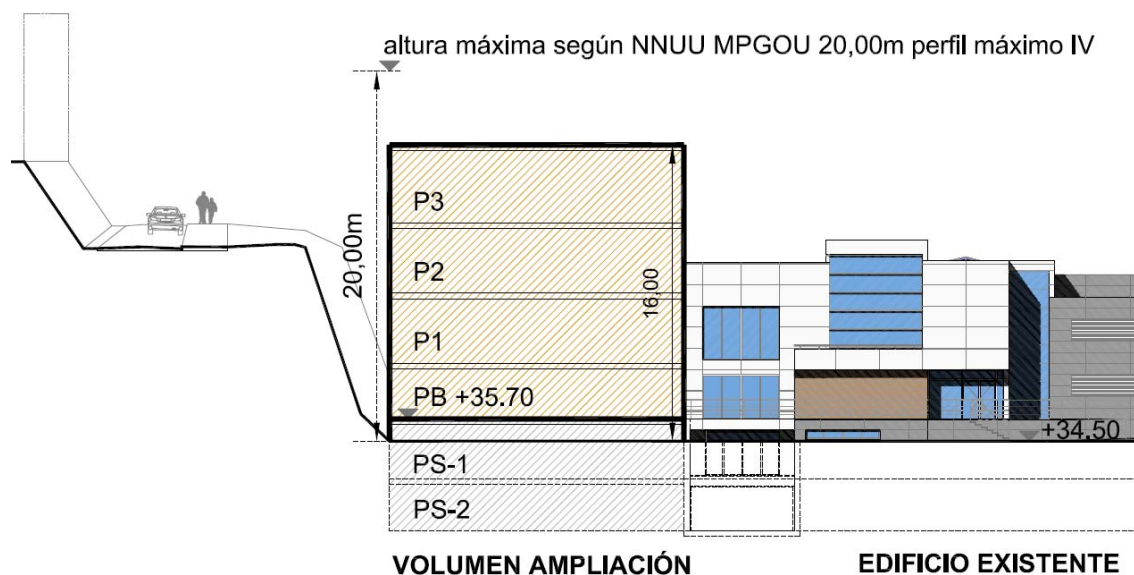 altura máxima según NNUU MPGOU 20,00m perfil máximo IV
20,00m
P3
P2
16,00
P1
PB +35.70
+34.50
PS-1
PS-2
VOLUMEN AMPLIACIÓN
EDIFICIO EXISTENTE